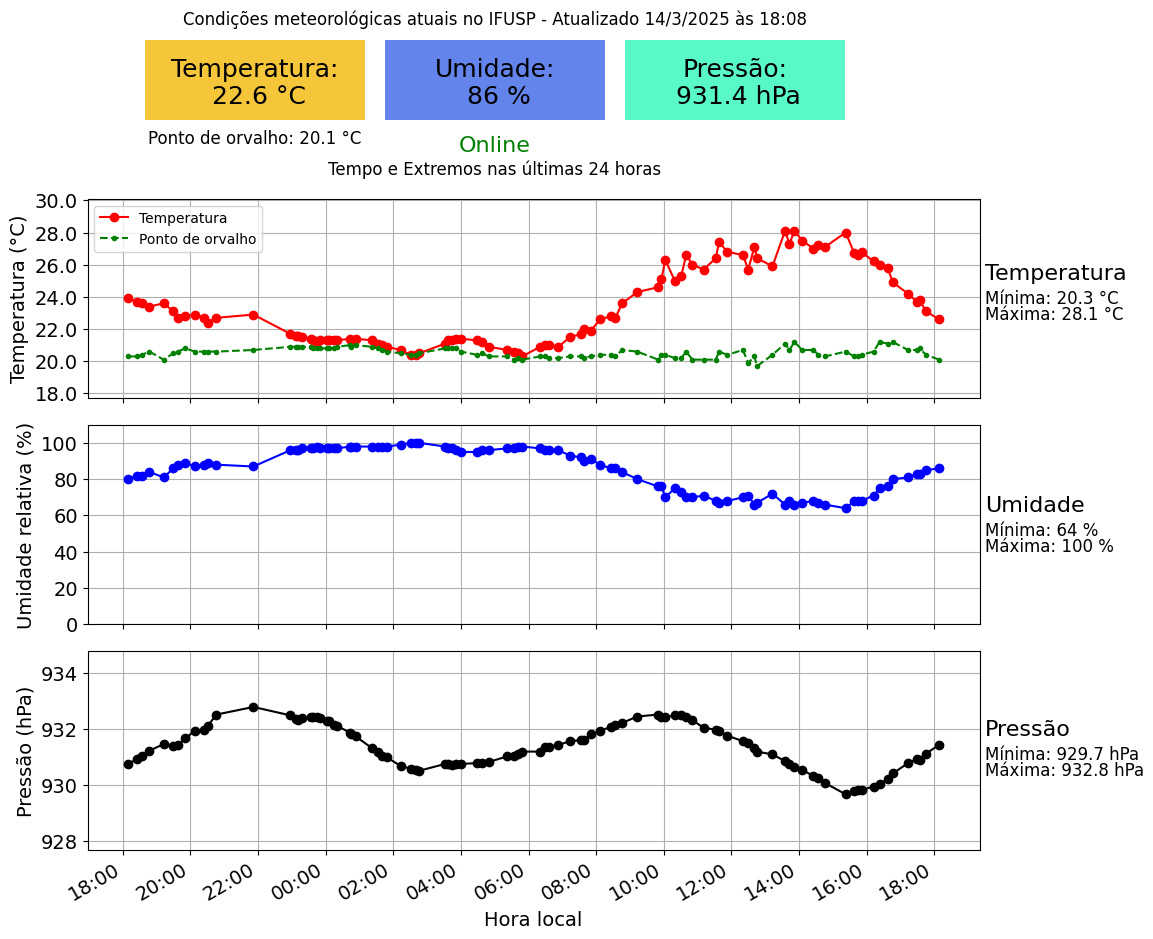 Condições meteorológicas atuais no IFUSP - Atualizado 14/3/2025 às 18:08
Temperatura:
22.6 °C
Umidade:
86 %
Pressão:
931.4 hPa
Ponto de orvalho: 20.1 °C
Online
Tempo e Extremos nas últimas 24 horas
Temperatura (°C)
30.0
28.0
26.0
24.0
22.0
20.0
18.0
Temperatura
Ponto de orvalho
Temperatura
Mínima: 20.3 °C
Máxima: 28.1 °C
Umidade relativa (%)
100
80
60
40
20
0
Umidade
Mínima: 64 %
Máxima: 100 %
Pressão (hPa)
934
932
930
928
Pressão
Mínima: 929.7 hPa
Máxima: 932.8 hPa
18:00
20:00
22:00
00:00
02:00
04:00
06:00
08:00
10:00
12:00
14:00
16:00
18:00
Hora local